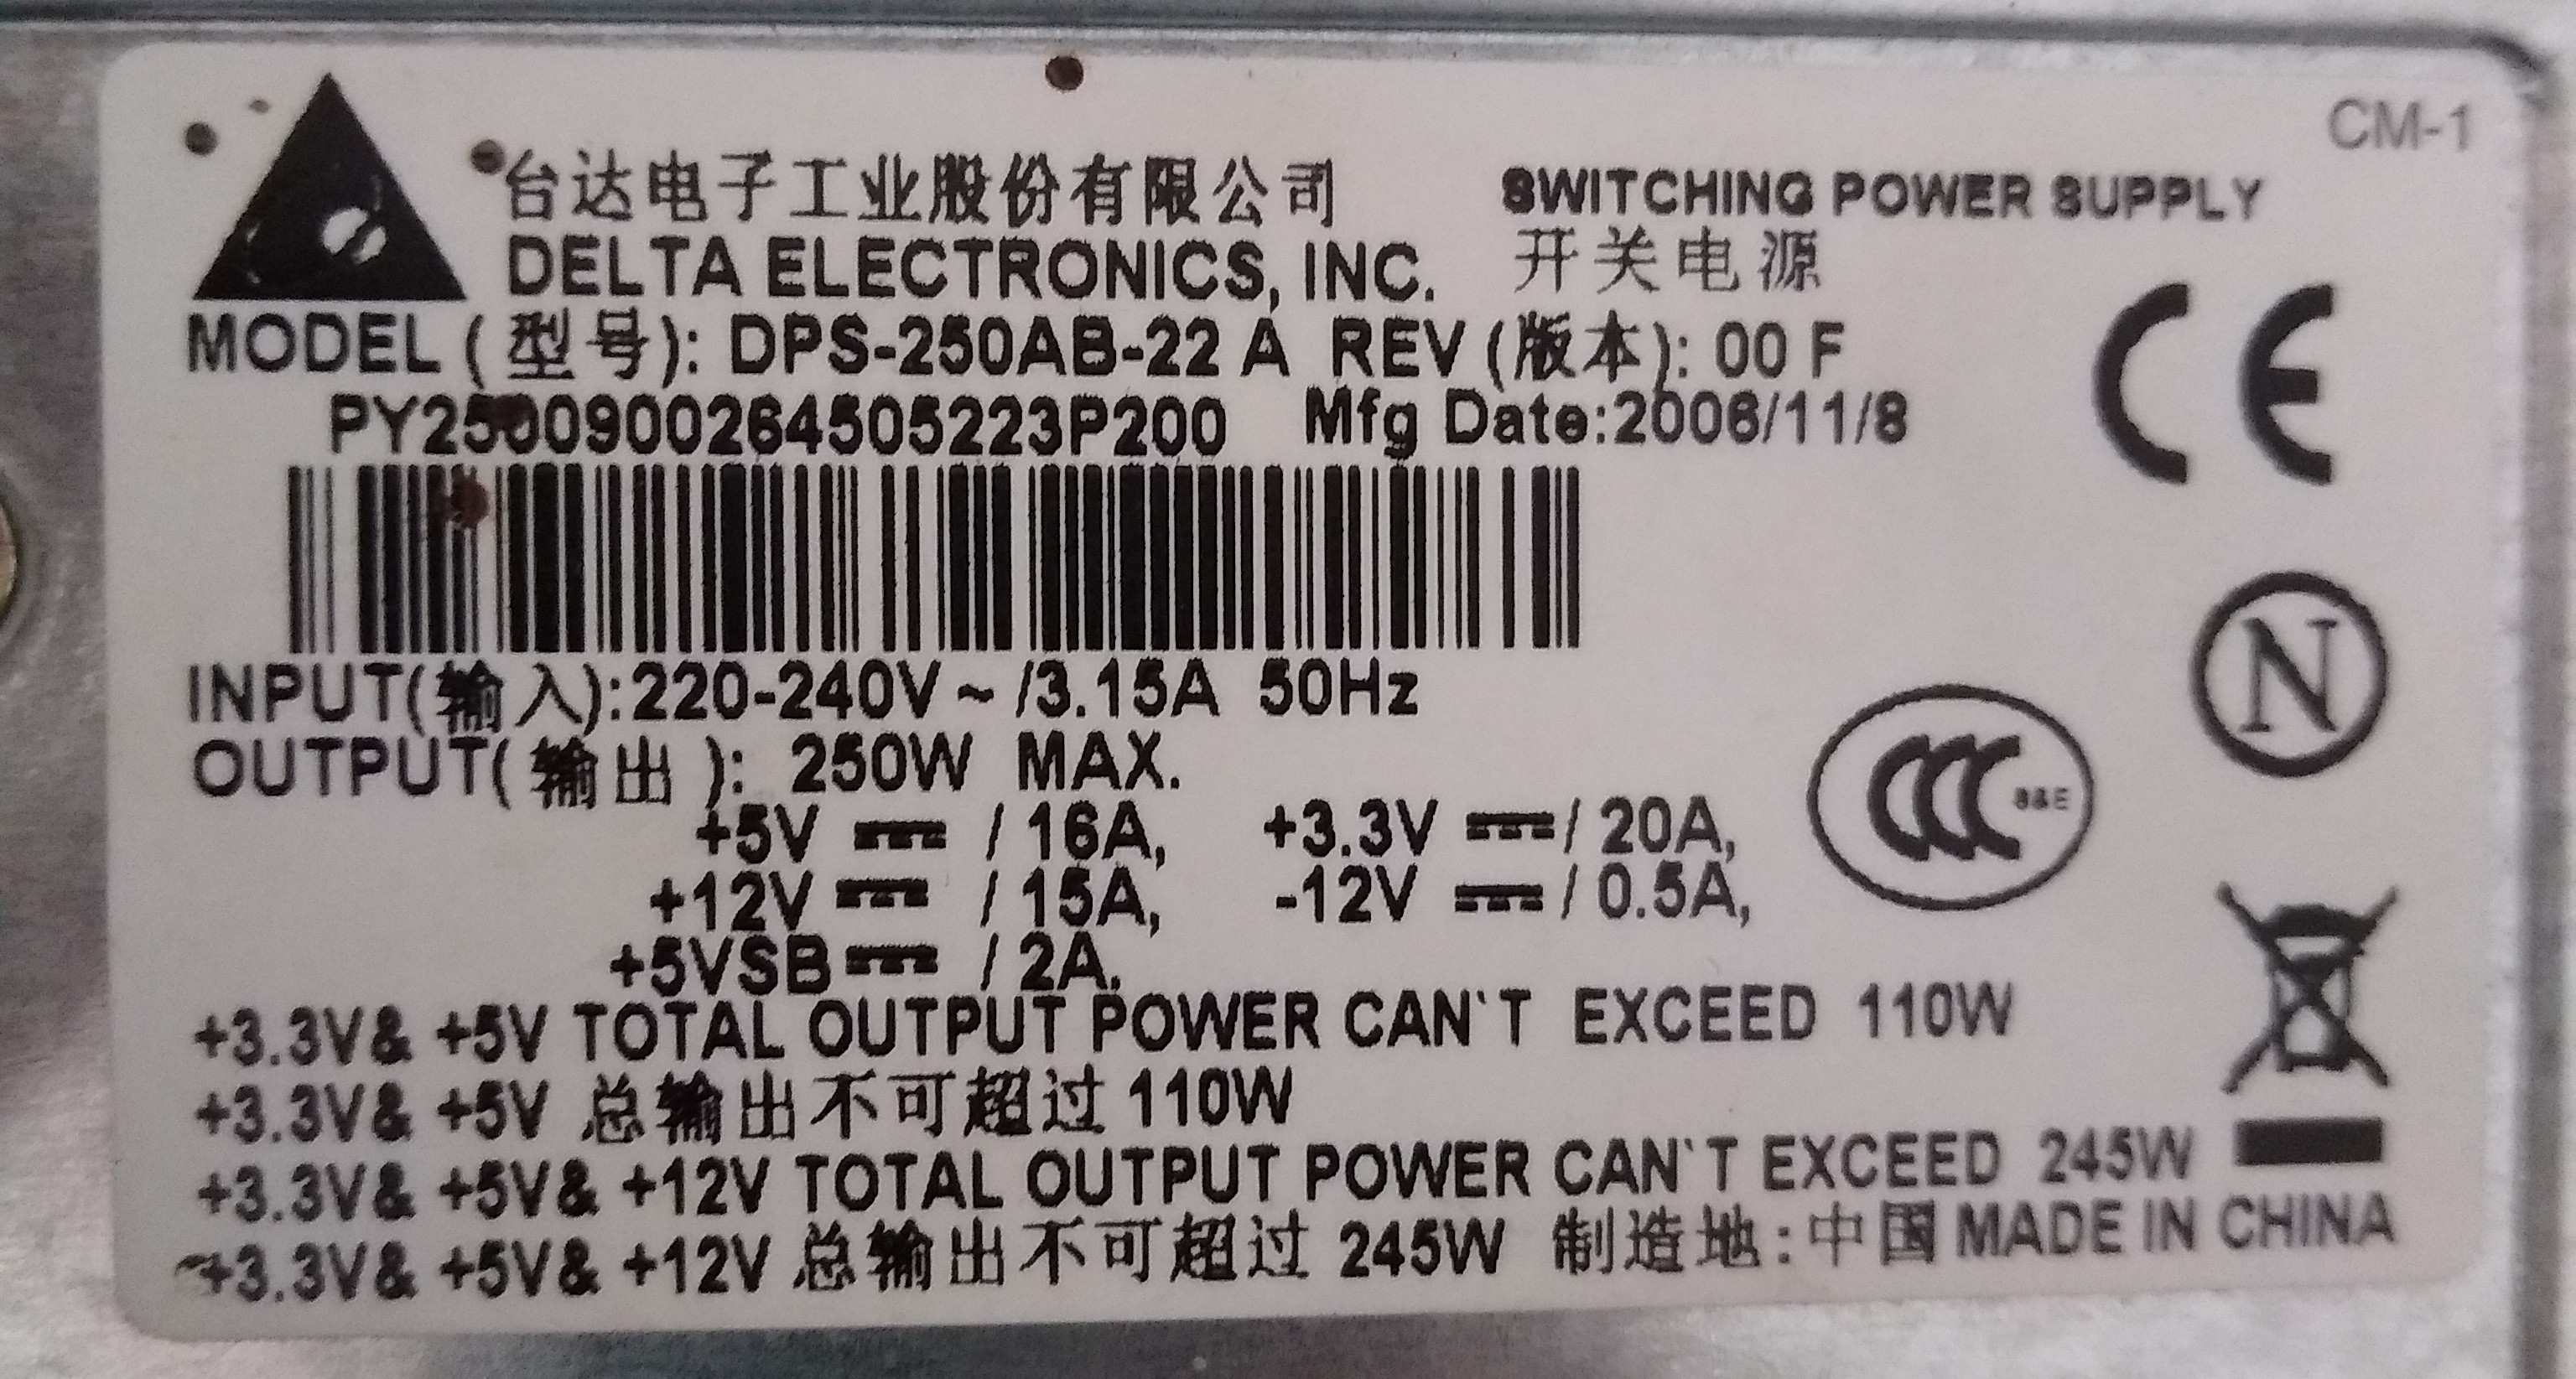 CM-1
台达电子工业股份有限公司 SWITCHING POWER SUPPLY
DELTA ELECTRONICS, INC. 开关电源
MODEL (型号): DPS-250AB-22 A REV (版本): 00 F
PY2500900264505223P200 Mfg Date:2006/11/8
CE
N
INPUT(输入):220-240V ~ /3.15A 50Hz
OUTPUT(输出): 250W MAX.
CCC S&E
+5V ⎓ / 16A, +3.3V ⎓ / 20A,
+12V ⎓ / 15A, -12V ⎓ / 0.5A,
+5VSB ⎓ / 2A.
+3.3V& +5V TOTAL OUTPUT POWER CAN`T EXCEED 110W
+3.3V& +5V 总输出不可超过 110W
+3.3V& +5V& +12V TOTAL OUTPUT POWER CAN`T EXCEED 245W
+3.3V& +5V& +12V 总输出不可超过 245W 制造地:中国 MADE IN CHINA